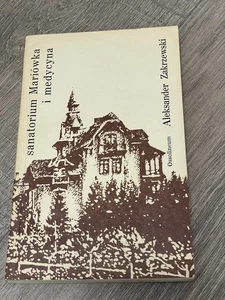 sanatorium Mariówka
i medycyna
Aleksander Zakrzewski
Ossolineum